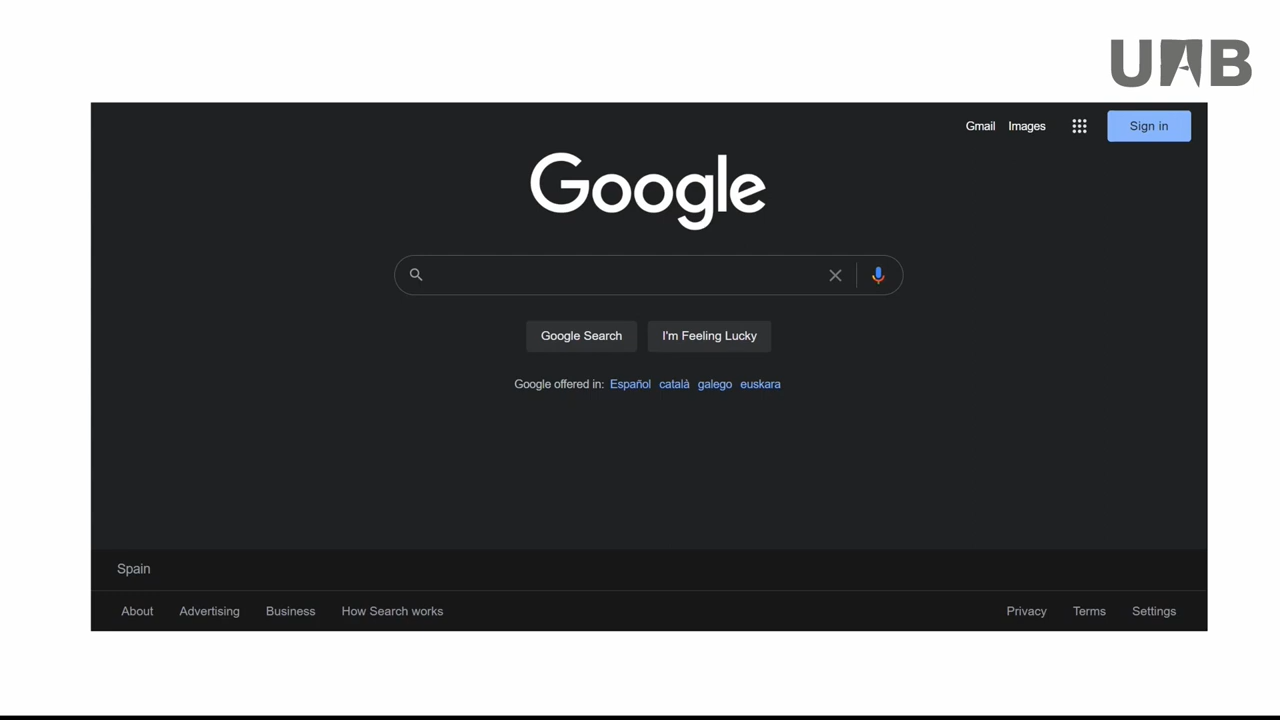 UAB
Gmail Images Sign in
Google
Google Search I'm Feeling Lucky
Google offered in: Español català galego euskara
Spain
About Advertising Business How Search works Privacy Terms Settings